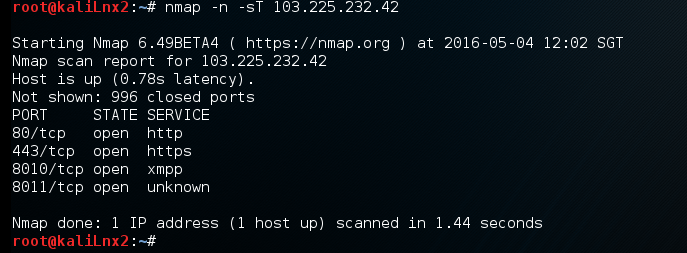 root@kaliLnx2:~# nmap -n -sT 103.225.232.42
Starting Nmap 6.49BETA4 ( https://nmap.org ) at 2016-05-04 12:02 SGT
Nmap scan report for 103.225.232.42
Host is up (0.78s latency).
Not shown: 996 closed ports
PORT     STATE SERVICE
80/tcp   open  http
443/tcp  open  https
8010/tcp open  xmpp
8011/tcp open  unknown
Nmap done: 1 IP address (1 host up) scanned in 1.44 seconds
root@kaliLnx2:~#